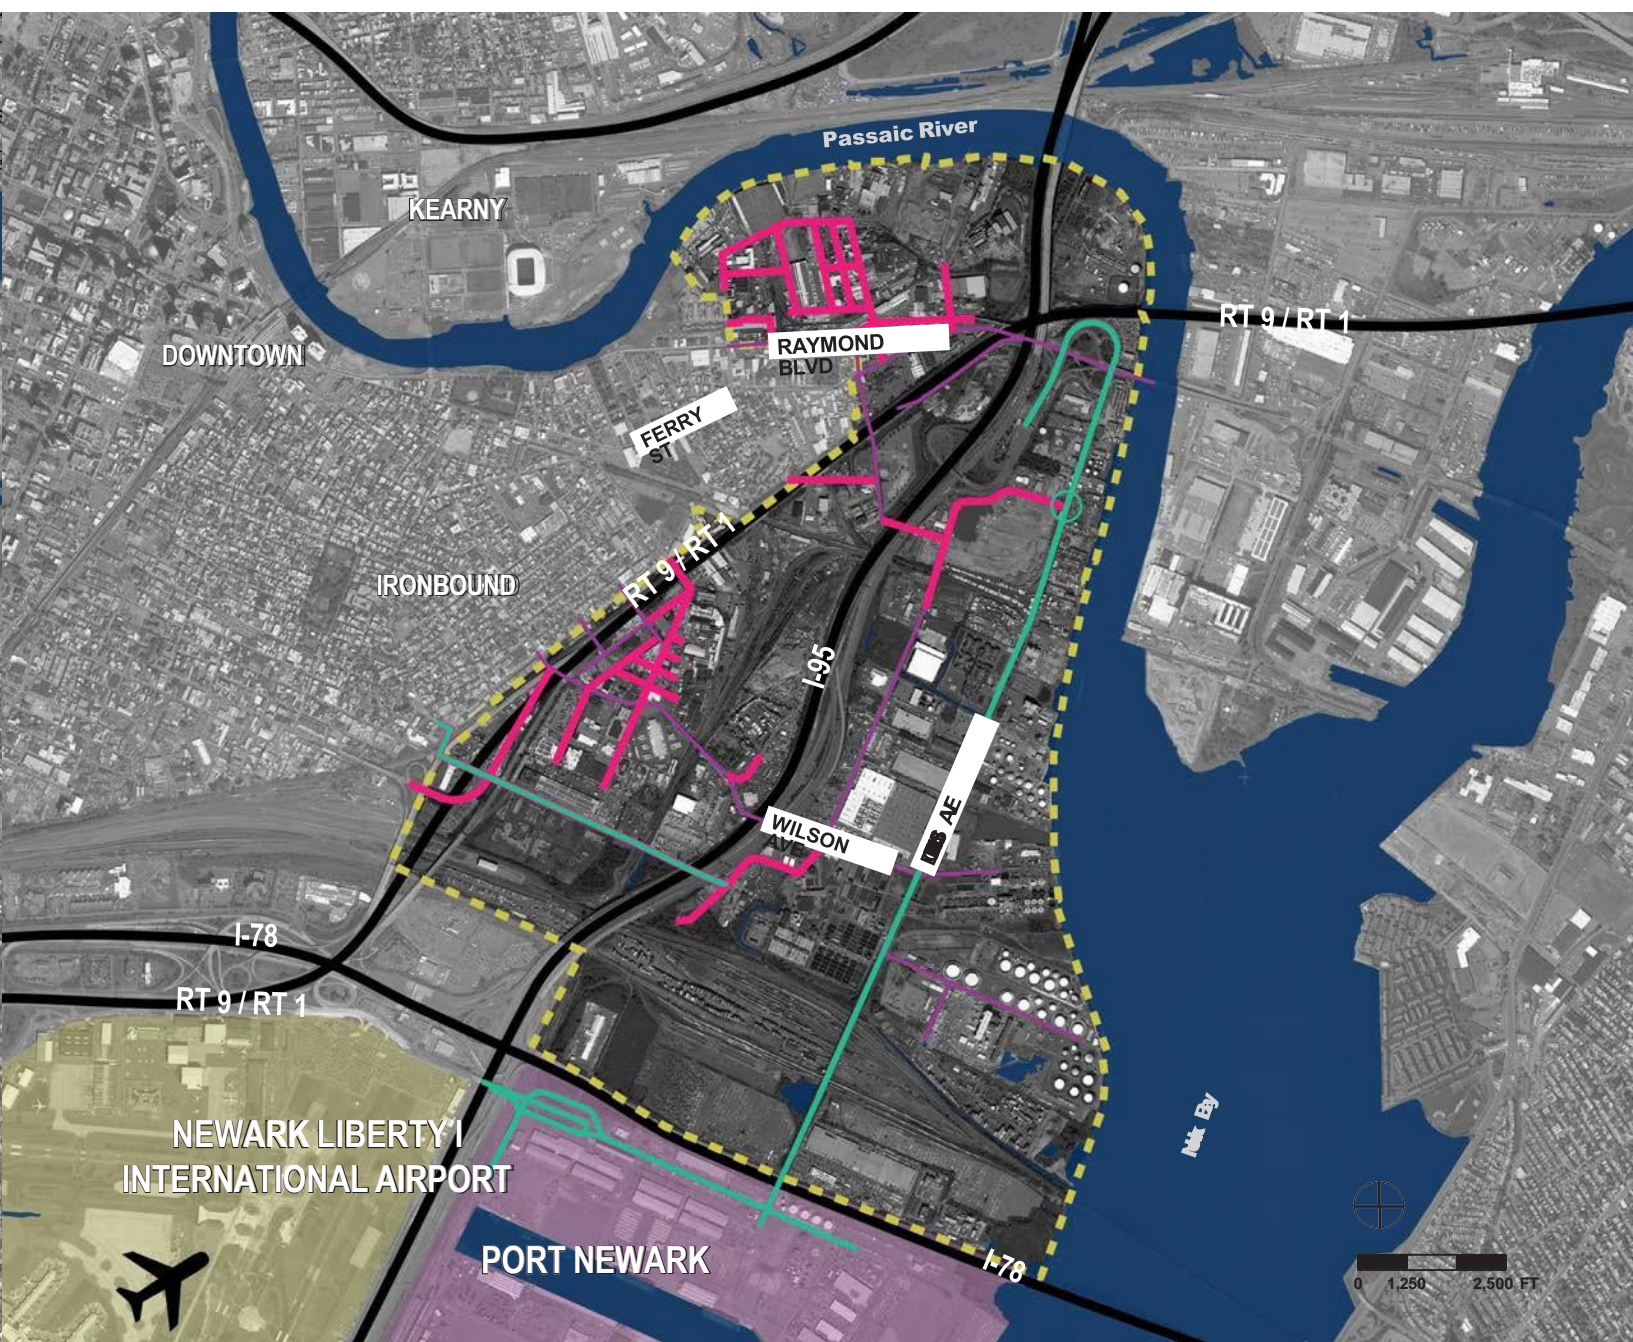 Passaic River
KEARNY
RT 9 / RT 1
RAYMOND
BLVD
DOWNTOWN
FERRY
ST
RT 9 / RT 1
IRONBOUND
I-95
WILSON
AVE
I-78
RT 9 / RT 1
NEWARK LIBERTY I
INTERNATIONAL AIRPORT
PORT NEWARK
I-78
0 1,250 2,500 FT